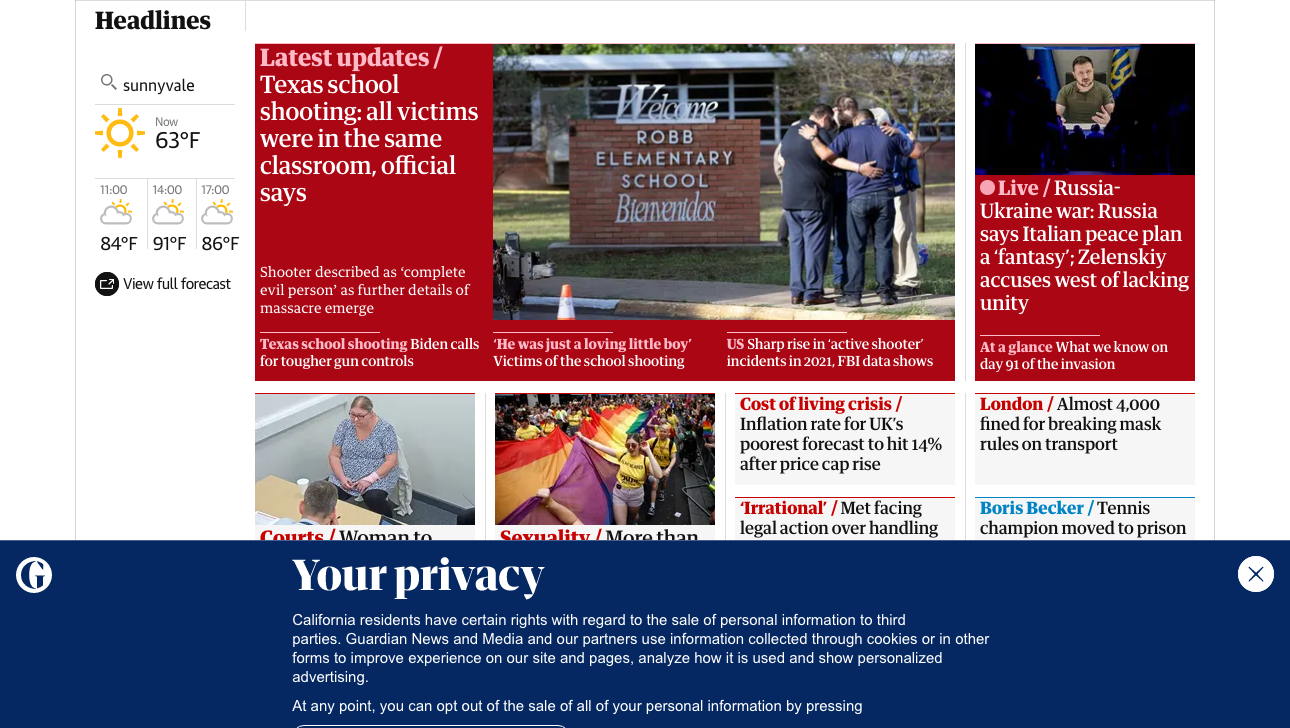 Headlines
sunnyvale
Now
63°F
11:00
14:00
17:00
84°F
91°F
86°F
View full forecast
Latest updates /
Texas school
shooting: all victims
were in the same
classroom, official
says
Shooter described as ‘complete
evil person’ as further details of
massacre emerge
Welcome
ROBB
ELEMENTARY
SCHOOL
Bienvenidos
Texas school shooting Biden calls
for tougher gun controls
‘He was just a loving little boy’
Victims of the school shooting
US Sharp rise in ‘active shooter’
incidents in 2021, FBI data shows
Live / Russia-
Ukraine war: Russia
says Italian peace plan
a ‘fantasy’; Zelenskiy
accuses west of lacking
unity
At a glance What we know on
day 91 of the invasion
Courts / Woman to
Sexuality / More than
Cost of living crisis /
Inflation rate for UK’s
poorest forecast to hit 14%
after price cap rise
‘Irrational’ / Met facing
legal action over handling
London / Almost 4,000
fined for breaking mask
rules on transport
Boris Becker / Tennis
champion moved to prison
Your privacy
California residents have certain rights with regard to the sale of personal information to third
parties. Guardian News and Media and our partners use information collected through cookies or in other
forms to improve experience on our site and pages, analyze how it is used and show personalized
advertising.
At any point, you can opt out of the sale of all of your personal information by pressing